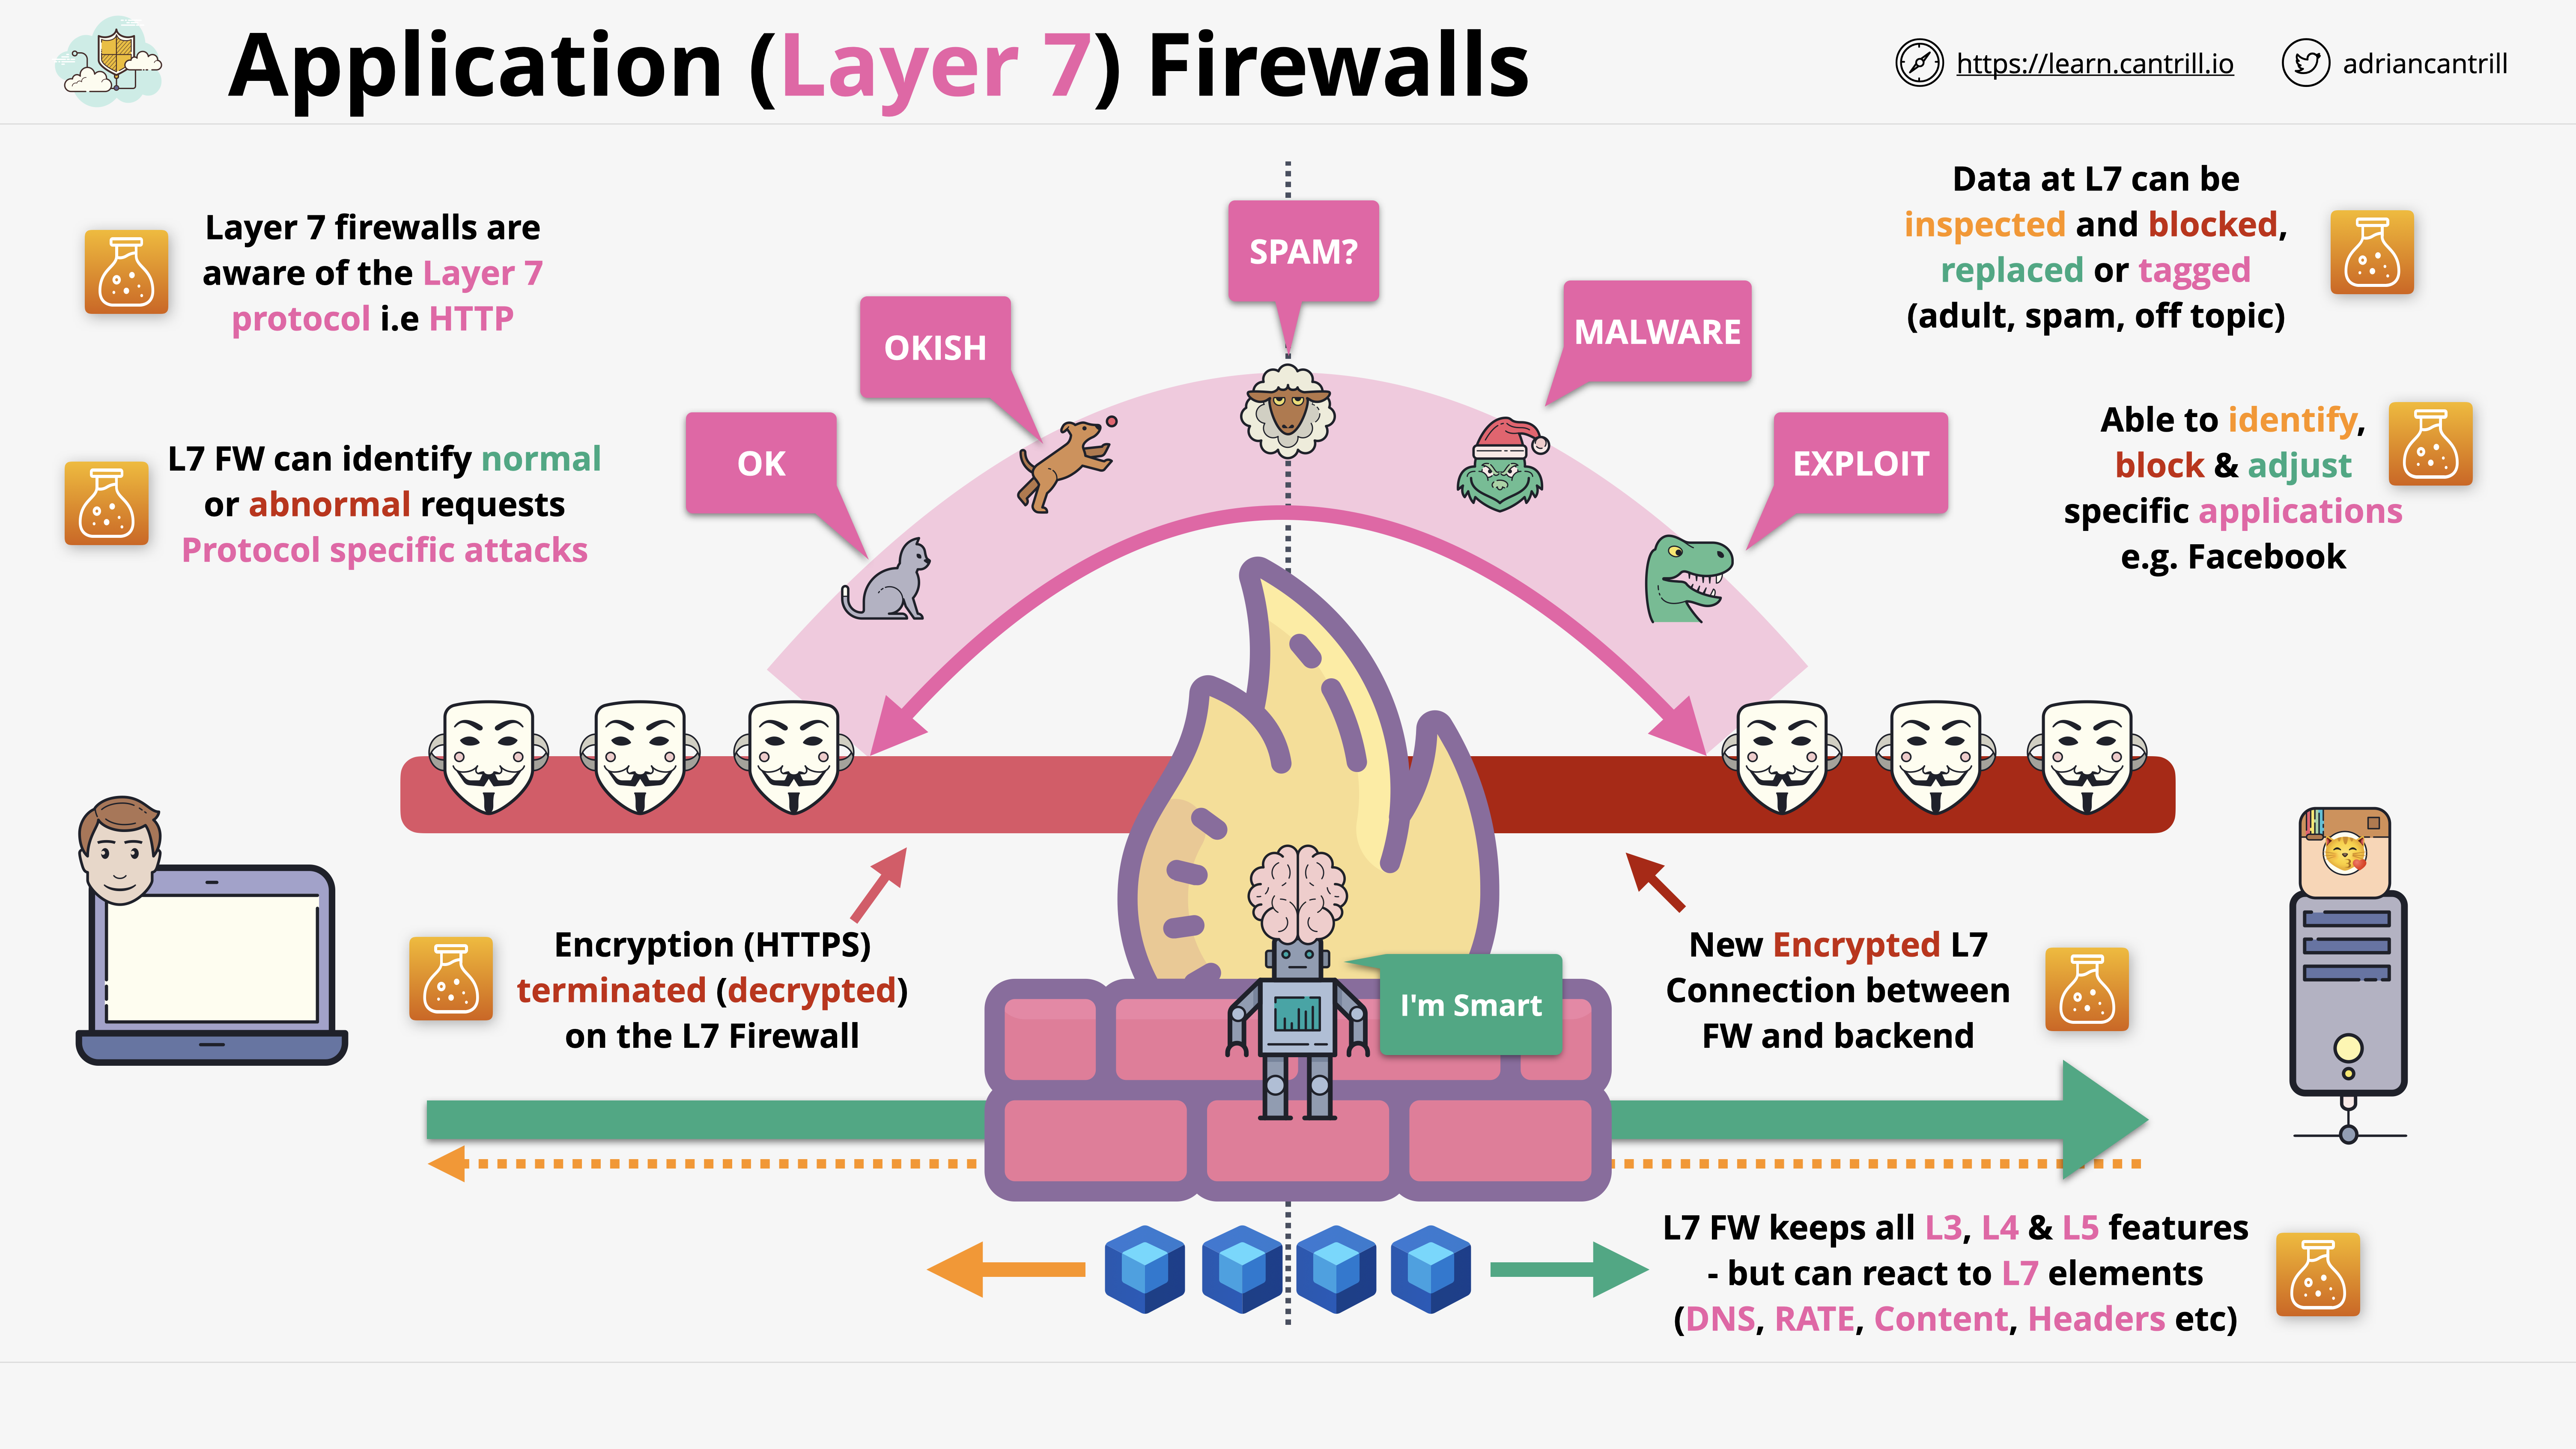 Application (Layer 7) Firewalls
https://learn.cantrill.io
adriancantrill
Layer 7 firewalls are
aware of the Layer 7
protocol i.e HTTP
L7 FW can identify normal
or abnormal requests
Protocol specific attacks
OK
OKISH
SPAM?
MALWARE
EXPLOIT
Data at L7 can be
inspected and blocked,
replaced or tagged
(adult, spam, off topic)
Able to identify,
block & adjust
specific applications
e.g. Facebook
Encryption (HTTPS)
terminated (decrypted)
on the L7 Firewall
I'm Smart
New Encrypted L7
Connection between
FW and backend
L7 FW keeps all L3, L4 & L5 features
- but can react to L7 elements
(DNS, RATE, Content, Headers etc)